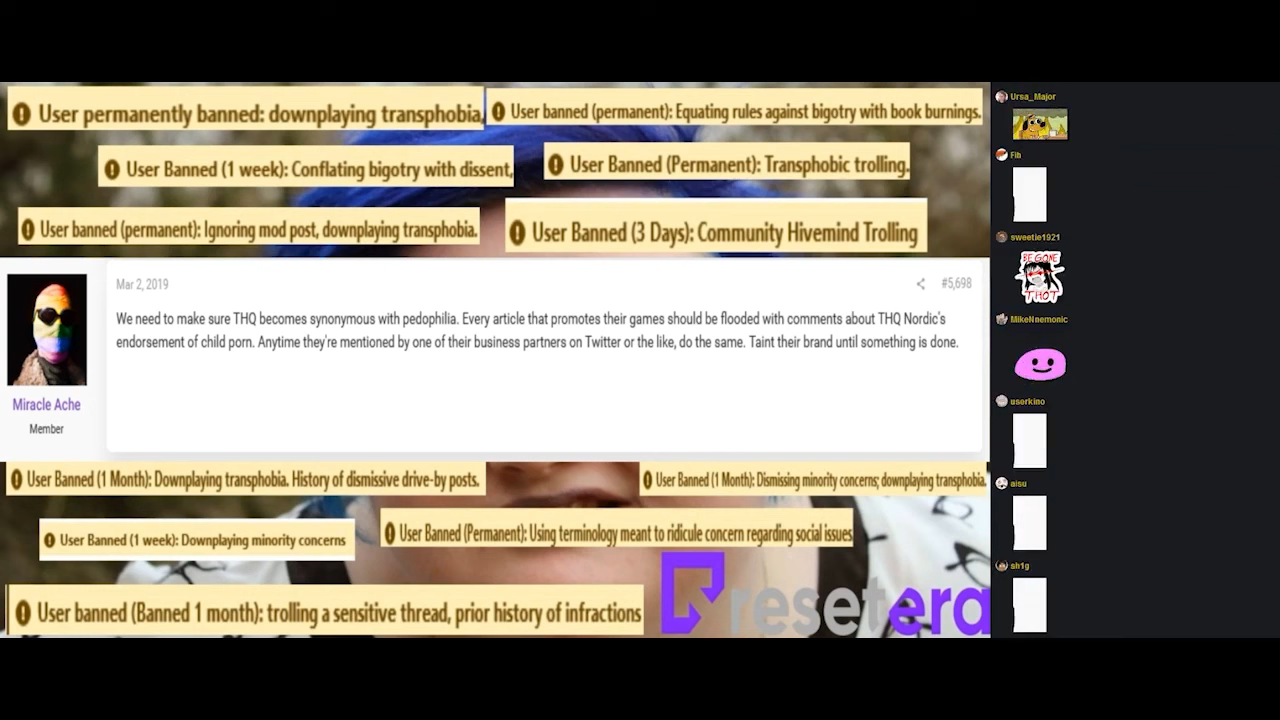 User permanently banned: downplaying transphobia,
User banned (permanent): Equating rules against bigotry with book burnings.
User Banned (1 week): Conflating bigotry with dissent,
User Banned (Permanent): Transphobic trolling.
User banned (permanent): Ignoring mod post, downplaying transphobia.
User Banned (3 Days): Community Hivemind Trolling
Mar 2, 2019
#5,698
We need to make sure THQ becomes synonymous with pedophilia. Every article that promotes their games should be flooded with comments about THQ Nordic's
endorsement of child porn. Anytime they're mentioned by one of their business partners on Twitter or the like, do the same. Taint their brand until something is done.
Miracle Ache
Member
User Banned (1 Month): Downplaying transphobia. History of dismissive drive-by posts.
User Banned (1 Month): Dismissing minority concerns; downplaying transphobia.
User Banned (1 week): Downplaying minority concerns
User Banned (Permanent): Using terminology meant to ridicule concern regarding social issues
User banned (Banned 1 month): trolling a sensitive thread, prior history of infractions
resetera
Ursa_Major
Fib
sweetie1921
BE GONE
THOT
MikeNnemonic
userkino
aisu
sh1g